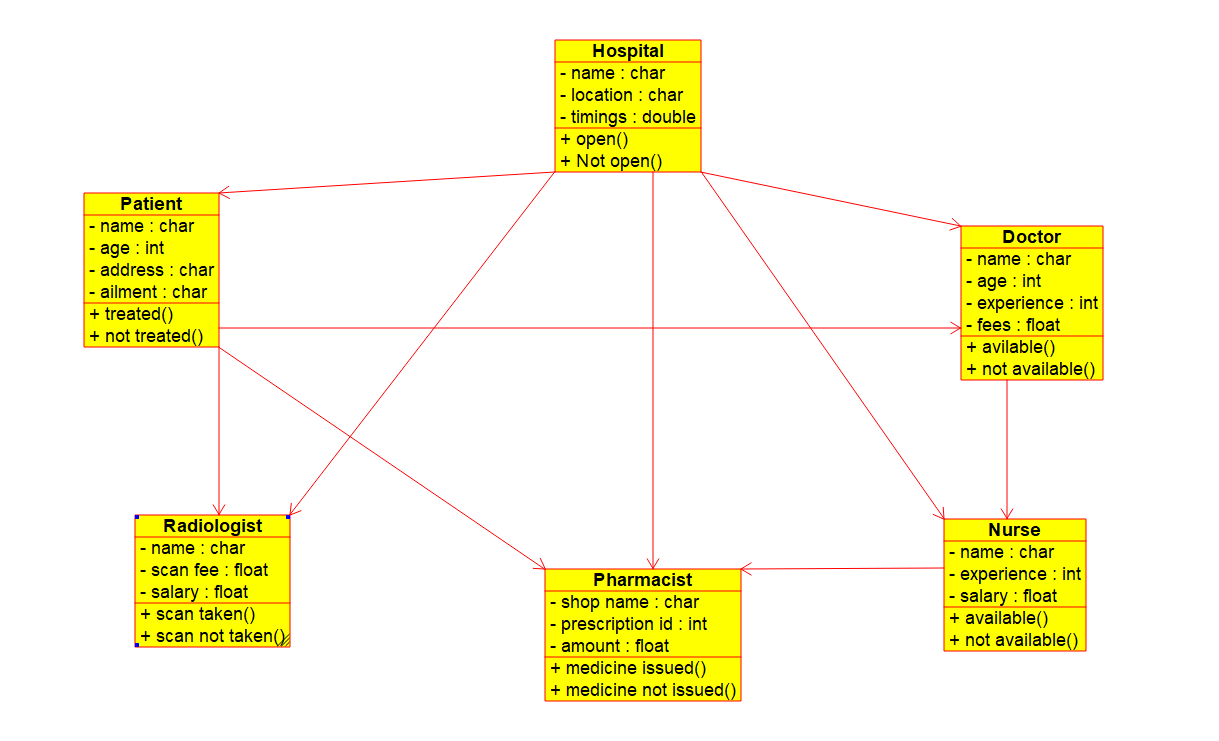 Hospital
- name : char
- location : char
- timings : double
+ open()
+ Not open()
Patient
- name : char
- age : int
- address : char
- ailment : char
+ treated()
+ not treated()
Doctor
- name : char
- age : int
- experience : int
- fees : float
+ avilable()
+ not available()
Radiologist
- name : char
- scan fee : float
- salary : float
+ scan taken()
+ scan not taken()
Pharmacist
- shop name : char
- prescription id : int
- amount : float
+ medicine issued()
+ medicine not issued()
Nurse
- name : char
- experience : int
- salary : float
+ available()
+ not available()